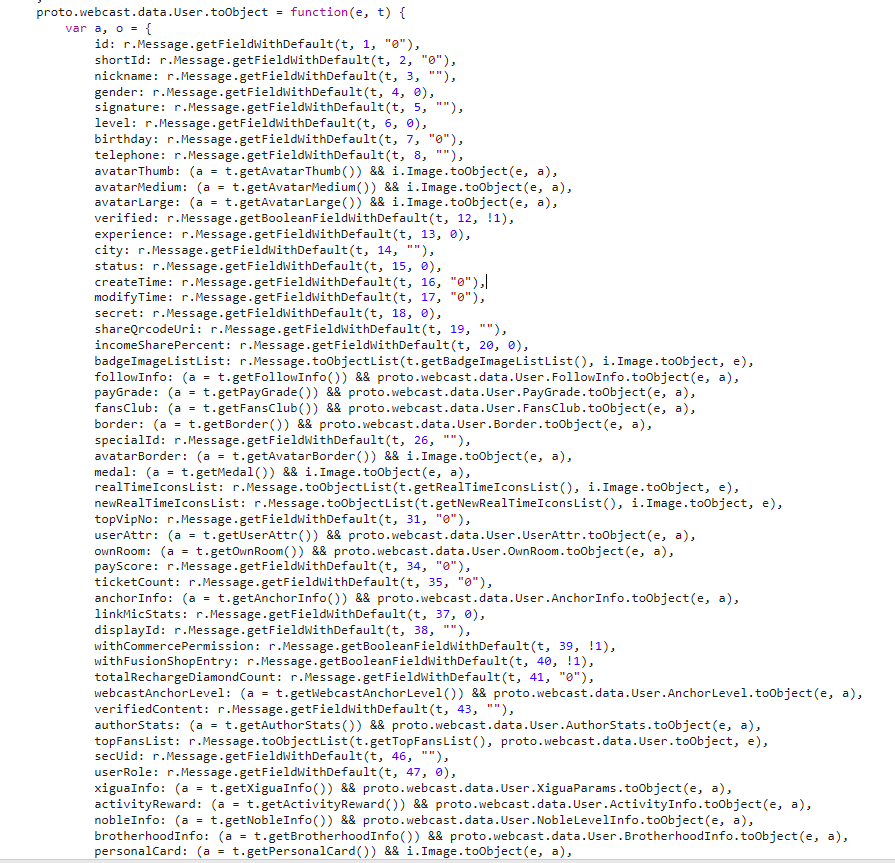 proto.webcast.data.User.toObject = function(e, t) {
var a, o = {
id: r.Message.getFieldWithDefault(t, 1, "0"),
shortId: r.Message.getFieldWithDefault(t, 2, "0"),
nickname: r.Message.getFieldWithDefault(t, 3, ""),
gender: r.Message.getFieldWithDefault(t, 4, 0),
signature: r.Message.getFieldWithDefault(t, 5, ""),
level: r.Message.getFieldWithDefault(t, 6, 0),
birthday: r.Message.getFieldWithDefault(t, 7, "0"),
telephone: r.Message.getFieldWithDefault(t, 8, ""),
avatarThumb: (a = t.getAvatarThumb()) && i.Image.toObject(e, a),
avatarMedium: (a = t.getAvatarMedium()) && i.Image.toObject(e, a),
avatarLarge: (a = t.getAvatarLarge()) && i.Image.toObject(e, a),
verified: r.Message.getBooleanFieldWithDefault(t, 12, !1),
experience: r.Message.getFieldWithDefault(t, 13, 0),
city: r.Message.getFieldWithDefault(t, 14, ""),
status: r.Message.getFieldWithDefault(t, 15, 0),
createTime: r.Message.getFieldWithDefault(t, 16, "0"),
modifyTime: r.Message.getFieldWithDefault(t, 17, "0"),
secret: r.Message.getFieldWithDefault(t, 18, 0),
shareQrcodeUri: r.Message.getFieldWithDefault(t, 19, ""),
incomeSharePercent: r.Message.getFieldWithDefault(t, 20, 0),
badgeImageListList: r.Message.toObjectList(t.getBadgeImageListList(), i.Image.toObject, e),
followInfo: (a = t.getFollowInfo()) && proto.webcast.data.User.FollowInfo.toObject(e, a),
payGrade: (a = t.getPayGrade()) && proto.webcast.data.User.PayGrade.toObject(e, a),
fansClub: (a = t.getFansClub()) && proto.webcast.data.User.FansClub.toObject(e, a),
border: (a = t.getBorder()) && proto.webcast.data.User.Border.toObject(e, a),
specialId: r.Message.getFieldWithDefault(t, 26, ""),
avatarBorder: (a = t.getAvatarBorder()) && i.Image.toObject(e, a),
medal: (a = t.getMedal()) && i.Image.toObject(e, a),
realTimeIconsList: r.Message.toObjectList(t.getRealTimeIconsList(), i.Image.toObject, e),
newRealTimeIconsList: r.Message.toObjectList(t.getNewRealTimeIconsList(), i.Image.toObject, e),
topVipNo: r.Message.getFieldWithDefault(t, 31, "0"),
userAttr: (a = t.getUserAttr()) && proto.webcast.data.User.UserAttr.toObject(e, a),
ownRoom: (a = t.getOwnRoom()) && proto.webcast.data.User.OwnRoom.toObject(e, a),
payScore: r.Message.getFieldWithDefault(t, 34, "0"),
ticketCount: r.Message.getFieldWithDefault(t, 35, "0"),
anchorInfo: (a = t.getAnchorInfo()) && proto.webcast.data.User.AnchorInfo.toObject(e, a),
linkMicStats: r.Message.getFieldWithDefault(t, 37, 0),
displayId: r.Message.getFieldWithDefault(t, 38, ""),
withCommercePermission: r.Message.getBooleanFieldWithDefault(t, 39, !1),
withFusionShopEntry: r.Message.getBooleanFieldWithDefault(t, 40, !1),
totalRechargeDiamondCount: r.Message.getFieldWithDefault(t, 41, "0"),
webcastAnchorLevel: (a = t.getWebcastAnchorLevel()) && proto.webcast.data.User.AnchorLevel.toObject(e, a),
verifiedContent: r.Message.getFieldWithDefault(t, 43, ""),
authorStats: (a = t.getAuthorStats()) && proto.webcast.data.User.AuthorStats.toObject(e, a),
topFansList: r.Message.toObjectList(t.getTopFansList(), proto.webcast.data.User.toObject, e),
secUid: r.Message.getFieldWithDefault(t, 46, ""),
userRole: r.Message.getFieldWithDefault(t, 47, 0),
xiguaInfo: (a = t.getXiguaInfo()) && proto.webcast.data.User.XiguaParams.toObject(e, a),
activityReward: (a = t.getActivityReward()) && proto.webcast.data.User.ActivityInfo.toObject(e, a),
nobleInfo: (a = t.getNobleInfo()) && proto.webcast.data.User.NobleLevelInfo.toObject(e, a),
brotherhoodInfo: (a = t.getBrotherhoodInfo()) && proto.webcast.data.User.BrotherhoodInfo.toObject(e, a),
personalCard: (a = t.getPersonalCard()) && i.Image.toObject(e, a),